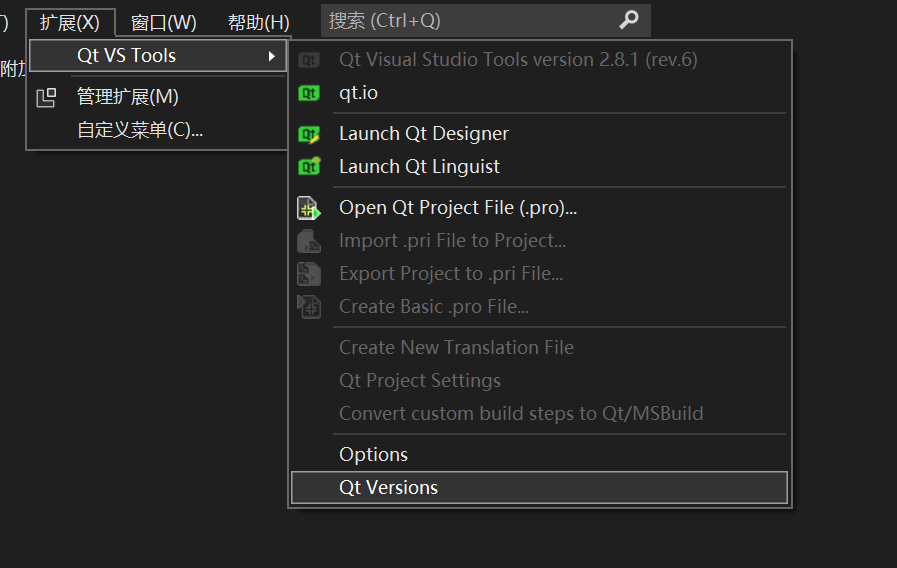 扩展(X) 窗口(W) 帮助(H) 搜索 (Ctrl+Q)
Qt VS Tools
管理扩展(M)
自定义菜单(C)...
Qt Visual Studio Tools version 2.8.1 (rev.6)
qt.io
Launch Qt Designer
Launch Qt Linguist
Open Qt Project File (.pro)...
Import .pri File to Project...
Export Project to .pri File...
Create Basic .pro File...
Create New Translation File
Qt Project Settings
Convert custom build steps to Qt/MSBuild
Options
Qt Versions